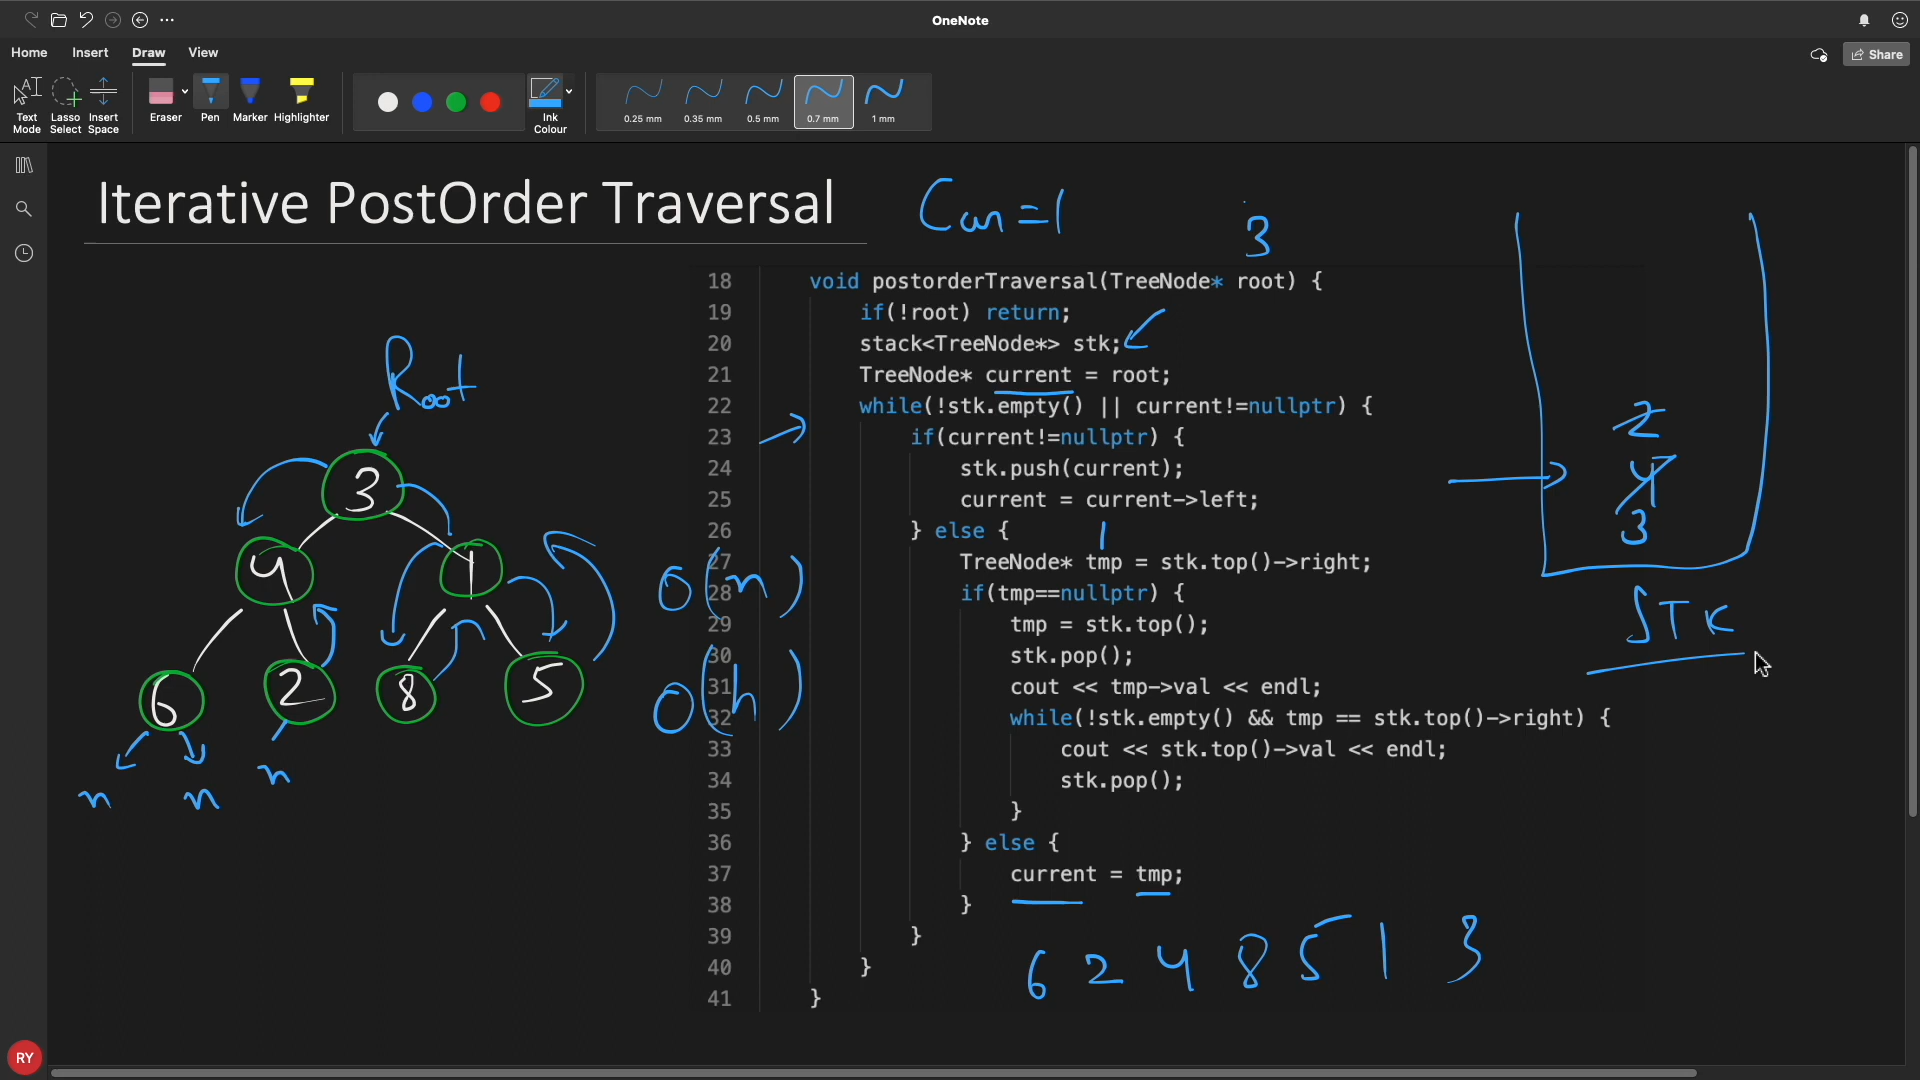 OneNote
Home Insert Draw View
Share
Text Mode
Lasso Select
Insert Space
Eraser
Pen
Marker
Highlighter
Ink Colour
0.25 mm
0.35 mm
0.5 mm
0.7 mm
1 mm
Iterative PostOrder Traversal
Curr = 1
3
Root
3
4 1
6 2 8 5
n n n
O(n)
O(h)
18 void postorderTraversal(TreeNode* root) {
19 if(!root) return;
20 stack<TreeNode*> stk;
21 TreeNode* current = root;
22 while(!stk.empty() || current!=nullptr) {
23 if(current!=nullptr) {
24 stk.push(current);
25 current = current->left;
26 } else {
1
27 TreeNode* tmp = stk.top()->right;
28 if(tmp==nullptr) {
29 tmp = stk.top();
30 stk.pop();
31 cout << tmp->val << endl;
32 while(!stk.empty() && tmp == stk.top()->right) {
33 cout << stk.top()->val << endl;
34 stk.pop();
35 }
36 } else {
37 current = tmp;
38 }
39 }
40 }
41 }
6 2 4 8 5 1 3
2
4
3
STK
RY